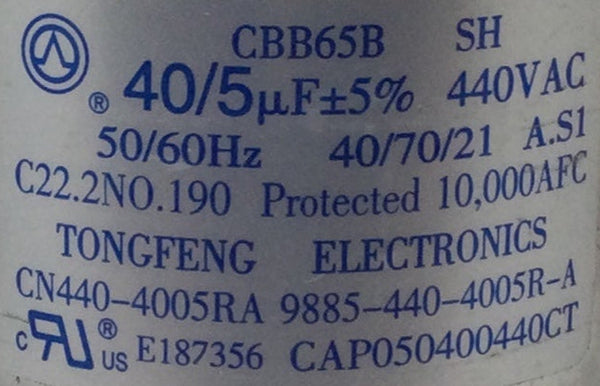 CBB65B SH
® 40/5µF±5% 440VAC
50/60Hz 40/70/21 A.S1
C22.2NO.190 Protected 10,000AFC
TONGFENG ELECTRONICS
CN440-4005RA 9885-440-4005R-A
c RU ® US E187356 CAP050400440CT